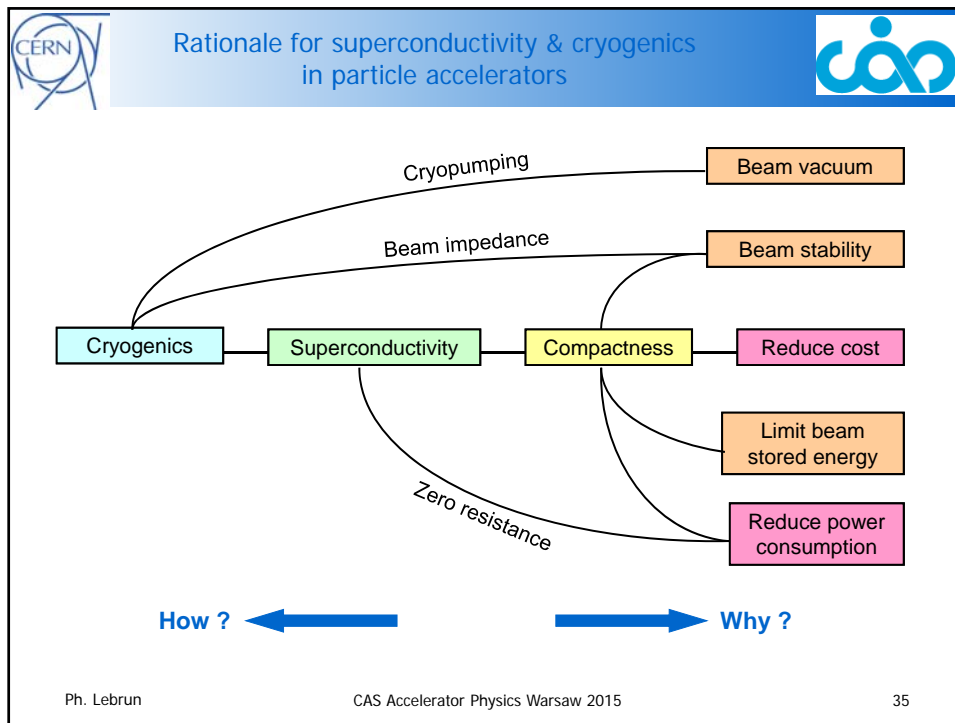 CERN
Rationale for superconductivity & cryogenics
in particle accelerators
cas
Cryopumping
Beam vacuum
Beam impedance
Beam stability
Cryogenics
Superconductivity
Compactness
Reduce cost
Limit beam
stored energy
Zero resistance
Reduce power
consumption
How ?
Why ?
Ph. Lebrun
CAS Accelerator Physics Warsaw 2015
35